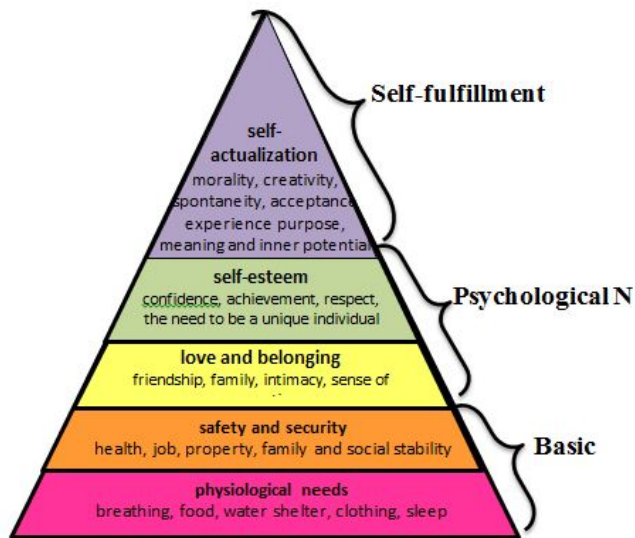 Self-fulfillment
self-
actualization
morality, creativity,
spontaneity, acceptance
experience purpose,
meaning and inner potential
self-esteem
confidence, achievement, respect,
the need to be a unique individual
Psychological N
love and belonging
friendship, family, intimacy, sense of
safety and security
health, job, property, family and social stability
Basic
physiological needs
breathing, food, water shelter, clothing, sleep